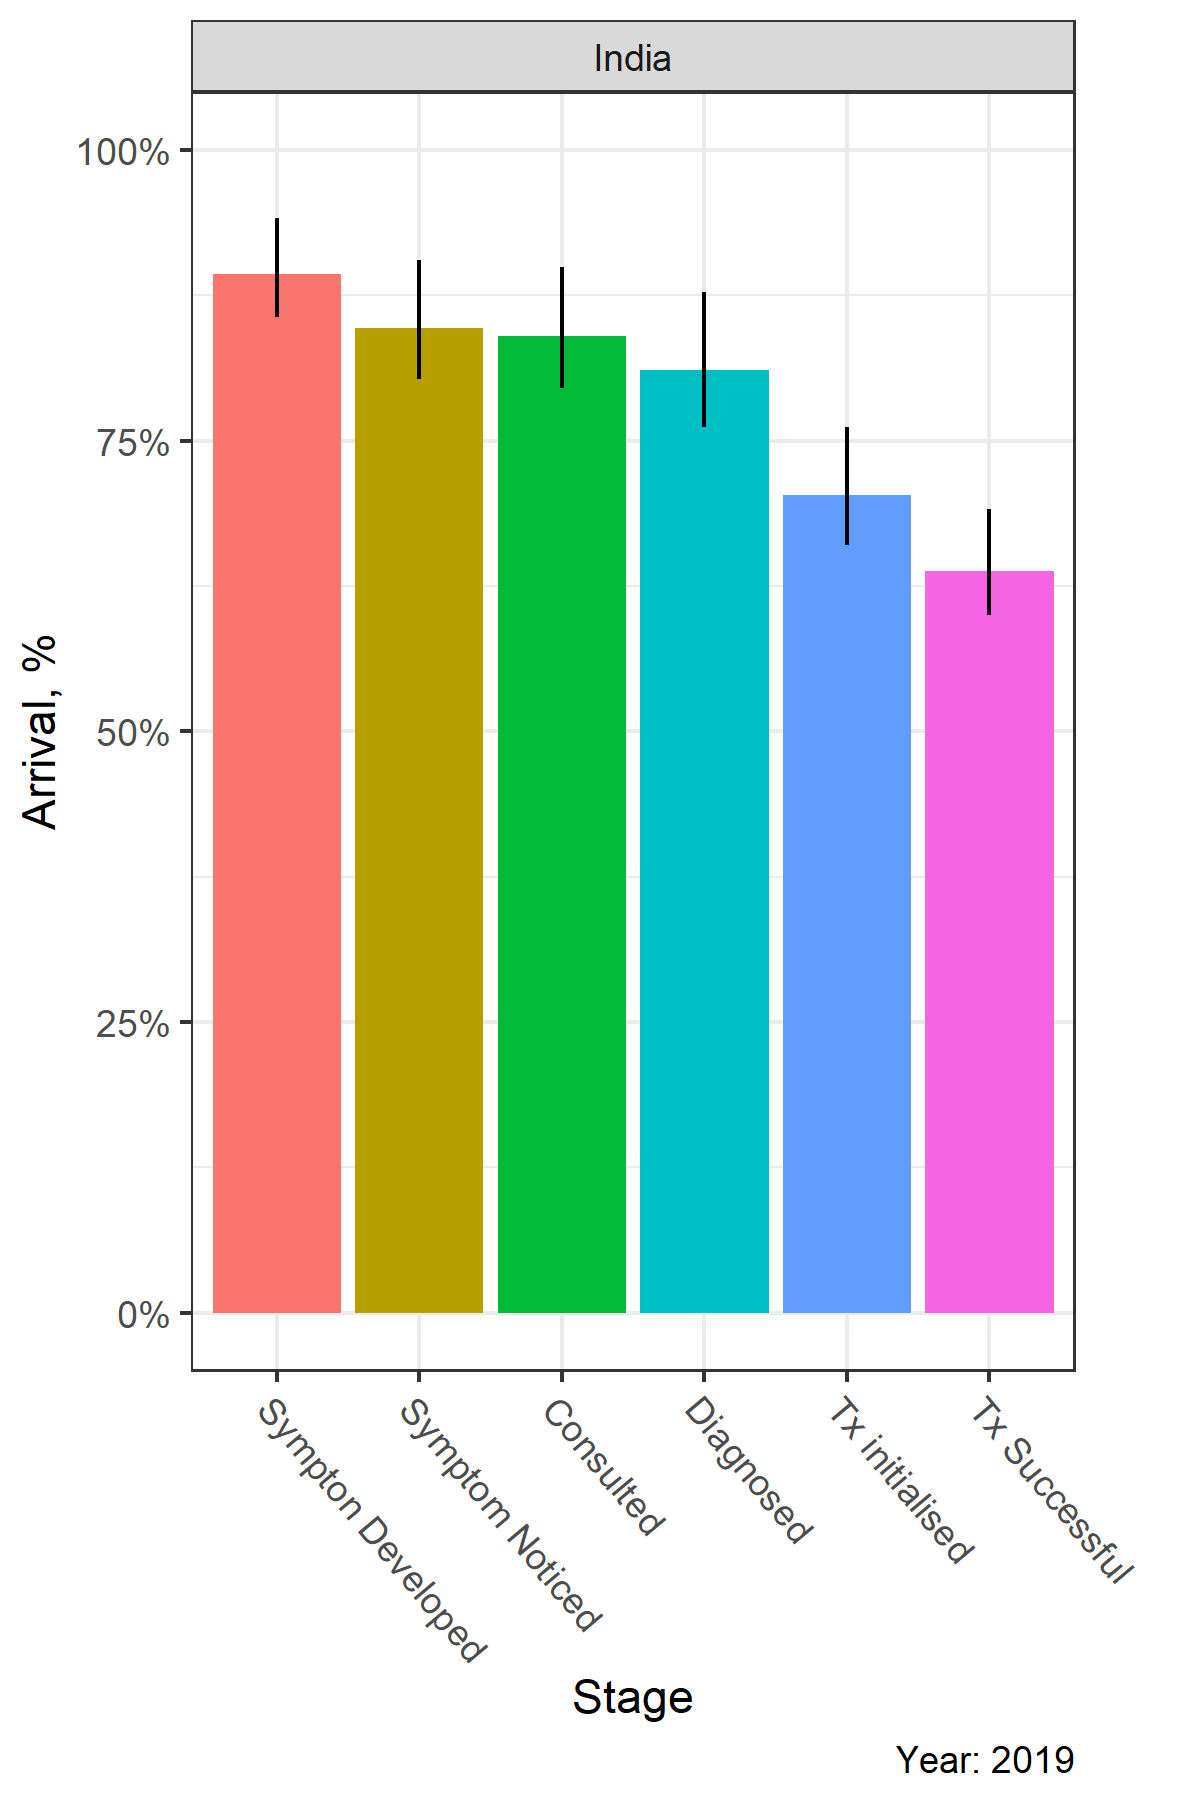 India
100%
75%
50%
25%
0%
Arrival, %
Sympton Developed
Symptom Noticed
Consulted
Diagnosed
Tx initialised
Tx Successful
Stage
Year: 2019